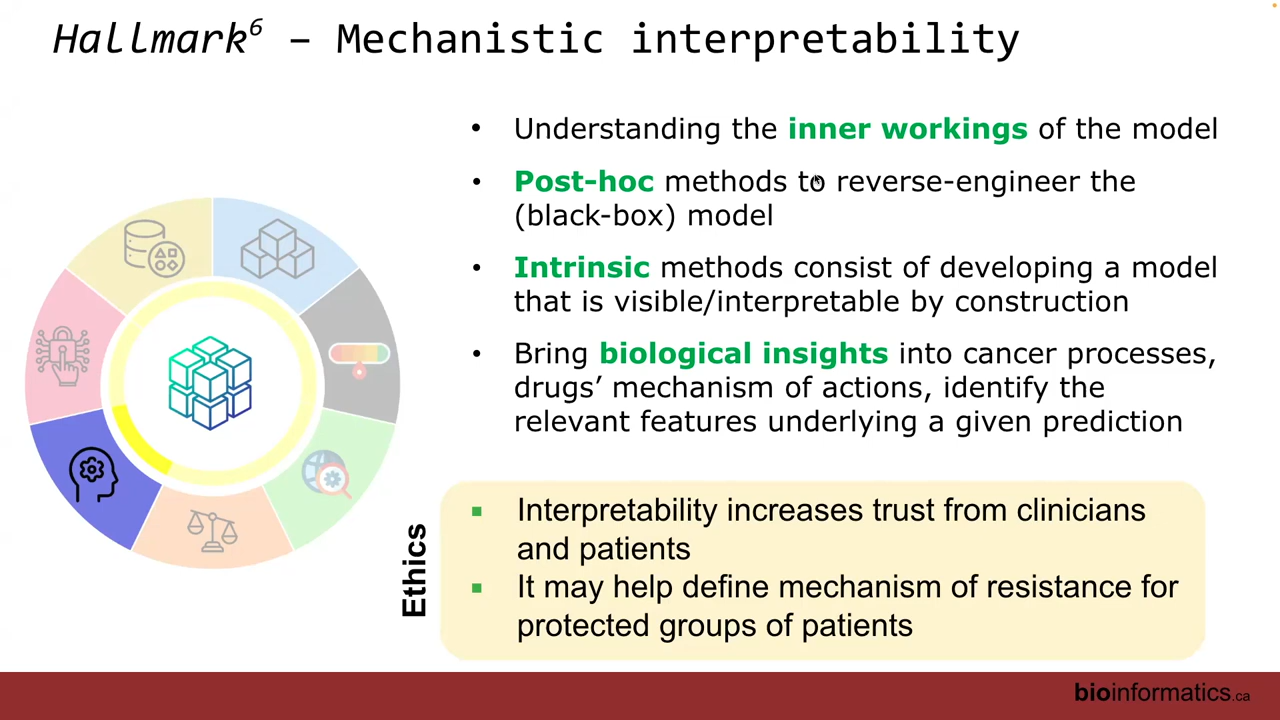 Hallmark⁶ – Mechanistic interpretability
• Understanding the inner workings of the model
• Post-hoc methods to reverse-engineer the
(black-box) model
• Intrinsic methods consist of developing a model
that is visible/interpretable by construction
• Bring biological insights into cancer processes,
drugs’ mechanism of actions, identify the
relevant features underlying a given prediction
Ethics
▪ Interpretability increases trust from clinicians
and patients
▪ It may help define mechanism of resistance for
protected groups of patients
bioinformatics.ca